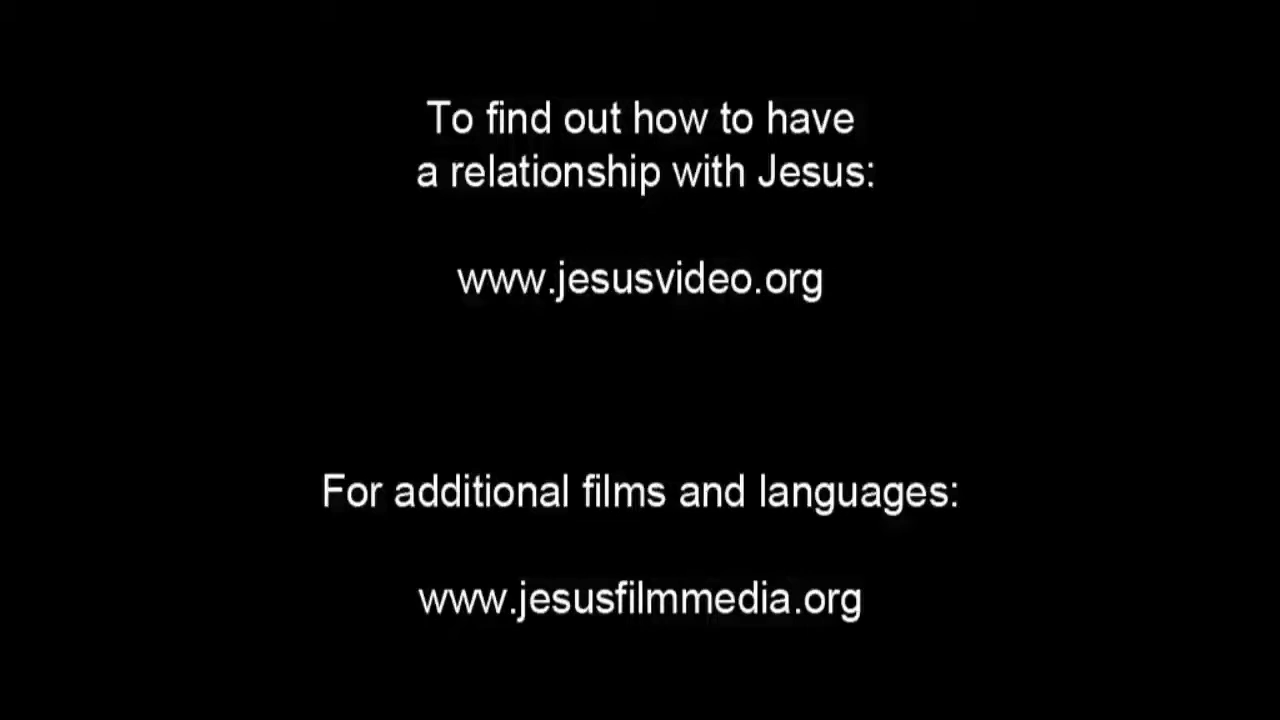 To find out how to have
a relationship with Jesus:
www.jesusvideo.org
For additional films and languages:
www.jesusfilmmedia.org